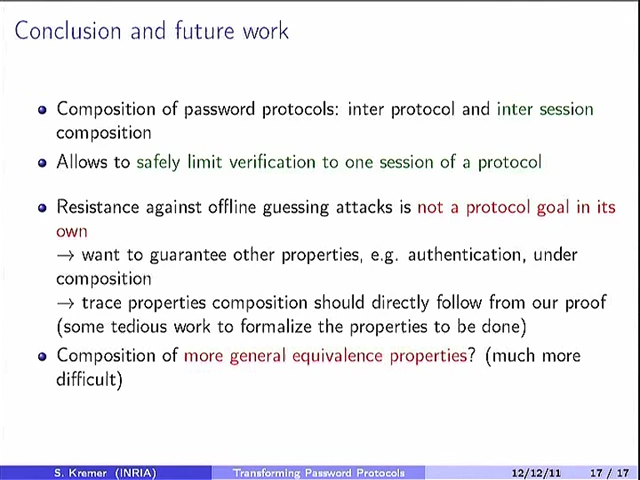 Conclusion and future work
Composition of password protocols: inter protocol and inter session
composition
Allows to safely limit verification to one session of a protocol
Resistance against offline guessing attacks is not a protocol goal in its
own
→ want to guarantee other properties, e.g. authentication, under
composition
→ trace properties composition should directly follow from our proof
(some tedious work to formalize the properties to be done)
Composition of more general equivalence properties? (much more
difficult)
S. Kremer (INRIA) Transforming Password Protocols 12/12/11 17 / 17